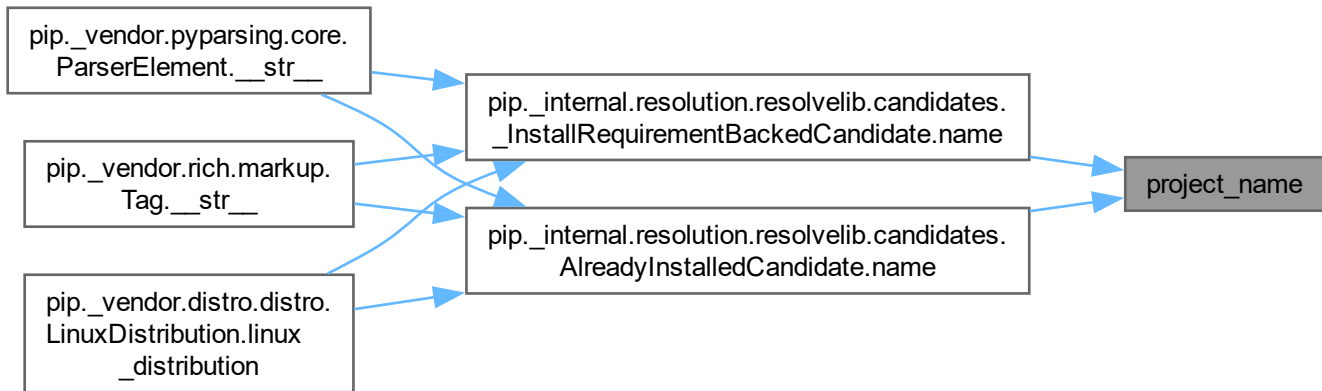 pip._vendor.pyparsing.core.
ParserElement.__str__
pip._vendor.rich.markup.
Tag.__str__
pip._vendor.distro.distro.
LinuxDistribution.linux
_distribution
pip._internal.resolution.resolvelib.candidates.
_InstallRequirementBackedCandidate.name
pip._internal.resolution.resolvelib.candidates.
AlreadyInstalledCandidate.name
project_name